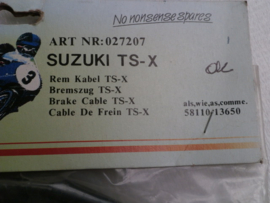 No nonsense spares
ART NR:027207
SUZUKI TS-X
Rem Kabel TS-X
Bremszug TS-X
Brake Cable TS-X
Cable De Frein TS-X
als,wie,as,comme.
58110/13650
3